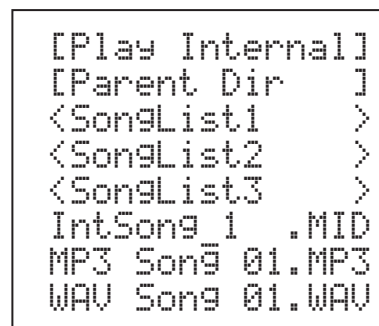 [Play Internal]
[Parent Dir    ]
<SongList1     >
<SongList2     >
<SongList3     >
IntSong_1  .MID
MP3 Song 01.MP3
WAV Song 01.WAV